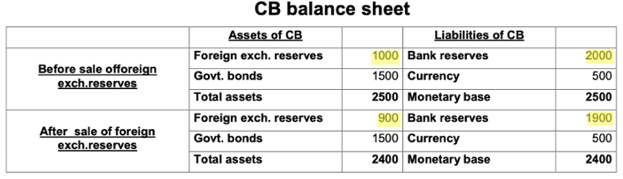 CB balance sheet
Assets of CB Liabilities of CB
Before sale offoreign
exch.reserves
Foreign exch. reserves 1000 Bank reserves 2000
Govt. bonds 1500 Currency 500
Total assets 2500 Monetary base 2500
After sale of foreign
exch.reserves
Foreign exch. reserves 900 Bank reserves 1900
Govt. bonds 1500 Currency 500
Total assets 2400 Monetary base 2400